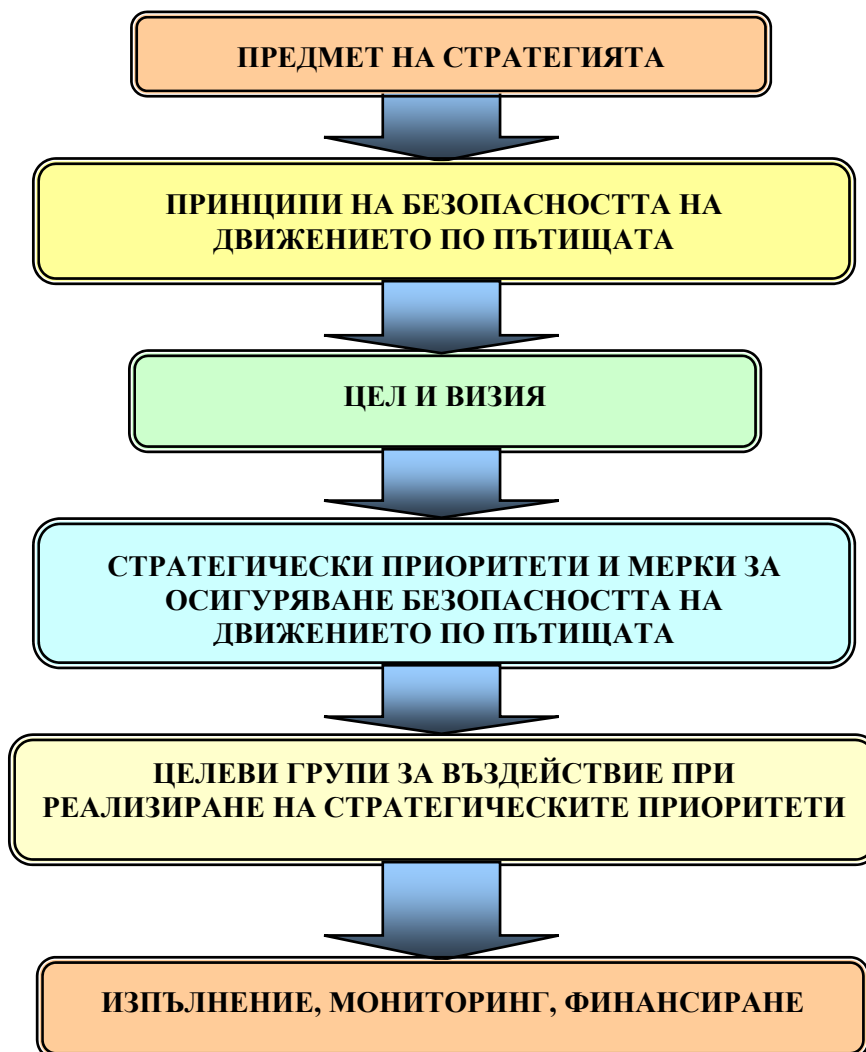 ПРЕДМЕТ НА СТРАТЕГИЯТА
ПРИНЦИПИ НА БЕЗОПАСНОСТТА НА
ДВИЖЕНИЕТО ПО ПЪТИЩАТА
ЦЕЛ И ВИЗИЯ
СТРАТЕГИЧЕСКИ ПРИОРИТЕТИ И МЕРКИ ЗА
ОСИГУРЯВАНЕ БЕЗОПАСНОСТТА НА
ДВИЖЕНИЕТО ПО ПЪТИЩАТА
ЦЕЛЕВИ ГРУПИ ЗА ВЪЗДЕЙСТВИЕ ПРИ
РЕАЛИЗИРАНЕ НА СТРАТЕГИЧЕСКИТЕ ПРИОРИТЕТИ
ИЗПЪЛНЕНИЕ, МОНИТОРИНГ, ФИНАНСИРАНЕ